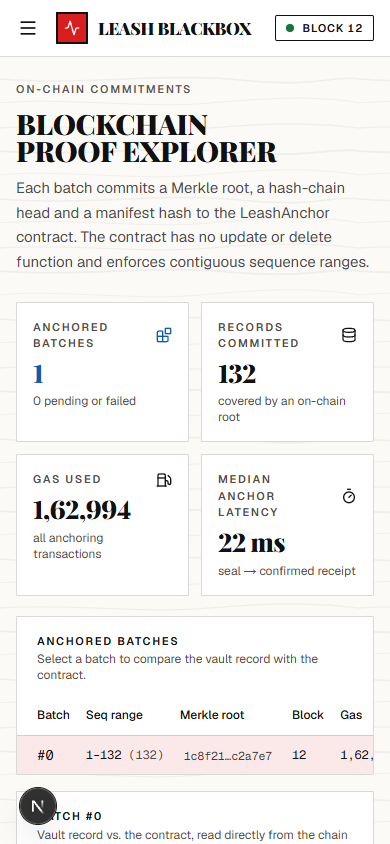 LEASH BLACKBOX
BLOCK 12
ON-CHAIN COMMITMENTS
BLOCKCHAIN
PROOF EXPLORER
Each batch commits a Merkle root, a hash-chain
head and a manifest hash to the LeashAnchor
contract. The contract has no update or delete
function and enforces contiguous sequence ranges.
ANCHORED
BATCHES
1
0 pending or failed
RECORDS
COMMITTED
132
covered by an on-chain
root
GAS USED
1,62,994
all anchoring
transactions
MEDIAN
ANCHOR
LATENCY
22 ms
seal → confirmed receipt
ANCHORED BATCHES
Select a batch to compare the vault record with the
contract.
Batch Seq range Merkle root Block Gas
#0 1–132 (132) 1c8f21…c2a7e7 12 1,62,
N
ATCH #0
Vault record vs. the contract, read directly from the chain